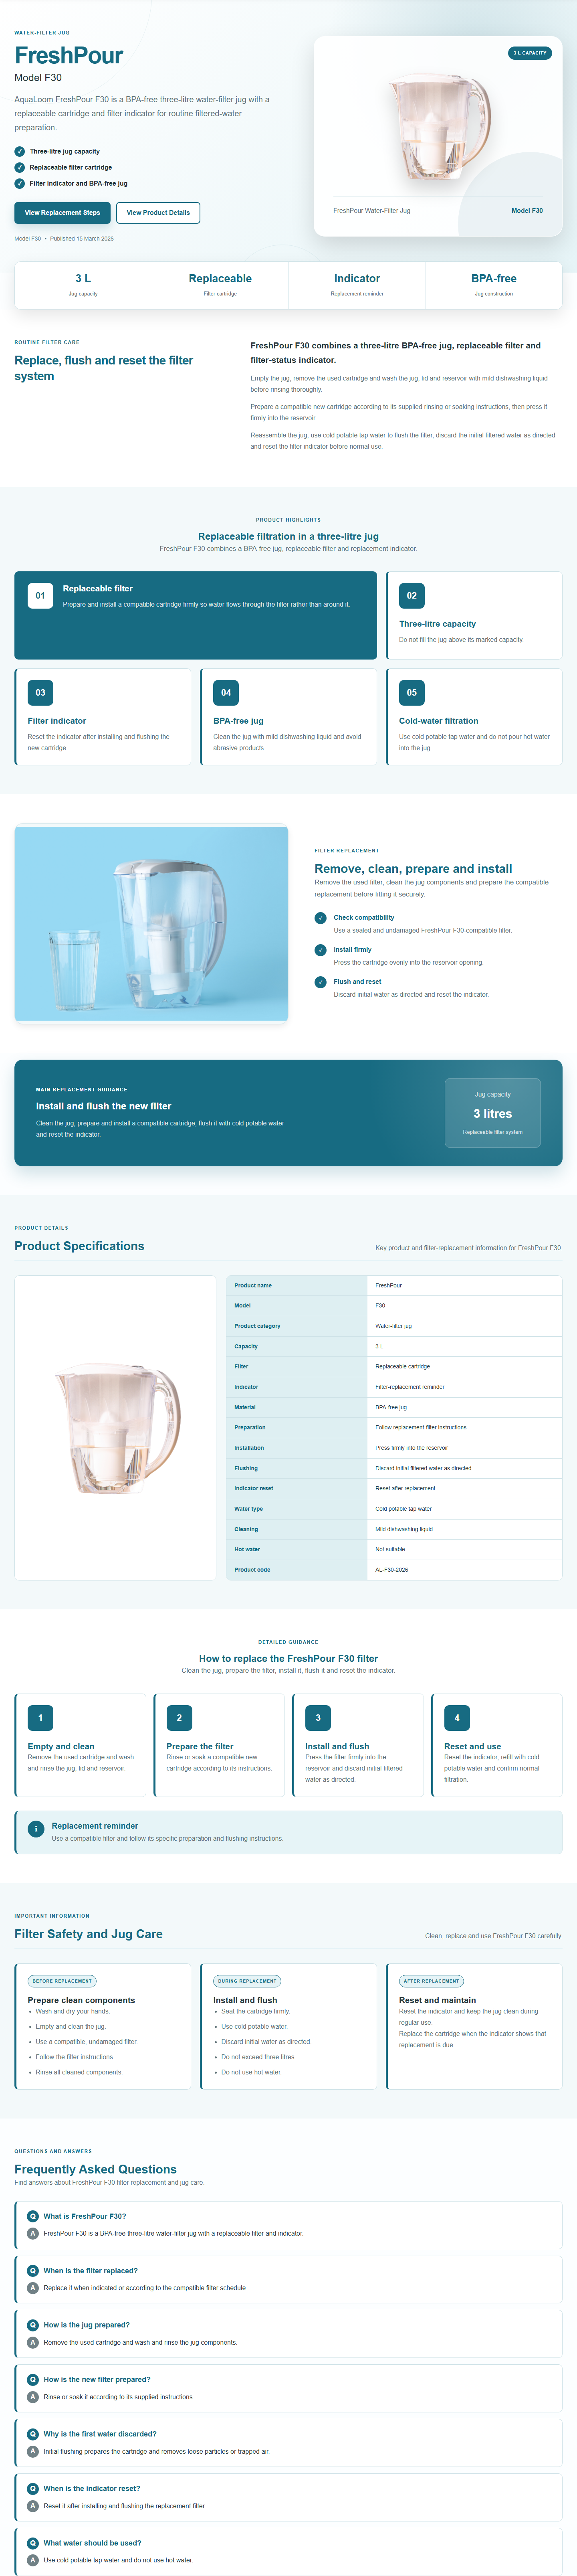 WATER-FILTER JUG
FreshPour
Model F30
AquaLoom FreshPour F30 is a BPA-free three-litre water-filter jug with a
replaceable cartridge and filter indicator for routine filtered-water
preparation.
✓ Three-litre jug capacity
✓ Replaceable filter cartridge
✓ Filter indicator and BPA-free jug
View Replacement Steps
View Product Details
Model F30 • Published 15 March 2026
3 L CAPACITY
FreshPour Water-Filter Jug
Model F30
3 L
Jug capacity
Replaceable
Filter cartridge
Indicator
Replacement reminder
BPA-free
Jug construction
ROUTINE FILTER CARE
Replace, flush and reset the filter
system
FreshPour F30 combines a three-litre BPA-free jug, replaceable filter and
filter-status indicator.
Empty the jug, remove the used cartridge and wash the jug, lid and reservoir with mild dishwashing liquid
before rinsing thoroughly.
Prepare a compatible new cartridge according to its supplied rinsing or soaking instructions, then press it
firmly into the reservoir.
Reassemble the jug, use cold potable tap water to flush the filter, discard the initial filtered water as directed
and reset the filter indicator before normal use.
PRODUCT HIGHLIGHTS
Replaceable filtration in a three-litre jug
FreshPour F30 combines a BPA-free jug, replaceable filter and replacement indicator.
01
Replaceable filter
Prepare and install a compatible cartridge firmly so water flows through the filter rather than around it.
02
Three-litre capacity
Do not fill the jug above its marked capacity.
03
Filter indicator
Reset the indicator after installing and flushing the
new cartridge.
04
BPA-free jug
Clean the jug with mild dishwashing liquid and avoid
abrasive products.
05
Cold-water filtration
Use cold potable tap water and do not pour hot water
into the jug.
FILTER REPLACEMENT
Remove, clean, prepare and install
Remove the used filter, clean the jug components and prepare the compatible
replacement before fitting it securely.
✓ Check compatibility
Use a sealed and undamaged FreshPour F30-compatible filter.
✓ Install firmly
Press the cartridge evenly into the reservoir opening.
✓ Flush and reset
Discard initial water as directed and reset the indicator.
MAIN REPLACEMENT GUIDANCE
Install and flush the new filter
Clean the jug, prepare and install a compatible cartridge, flush it with cold potable water
and reset the indicator.
Jug capacity
3 litres
Replaceable filter system
PRODUCT DETAILS
Product Specifications
Key product and filter-replacement information for FreshPour F30.
Product name FreshPour
Model F30
Product category Water-filter jug
Capacity 3 L
Filter Replaceable cartridge
Indicator Filter-replacement reminder
Material BPA-free jug
Preparation Follow replacement-filter instructions
Installation Press firmly into the reservoir
Flushing Discard initial filtered water as directed
Indicator reset Reset after replacement
Water type Cold potable tap water
Cleaning Mild dishwashing liquid
Hot water Not suitable
Product code AL-F30-2026
DETAILED GUIDANCE
How to replace the FreshPour F30 filter
Clean the jug, prepare the filter, install it, flush it and reset the indicator.
1
Empty and clean
Remove the used cartridge and wash
and rinse the jug, lid and reservoir.
2
Prepare the filter
Rinse or soak a compatible new
cartridge according to its instructions.
3
Install and flush
Press the filter firmly into the
reservoir and discard initial filtered
water as directed.
4
Reset and use
Reset the indicator, refill with cold
potable water and confirm normal
filtration.
i
Replacement reminder
Use a compatible filter and follow its specific preparation and flushing instructions.
IMPORTANT INFORMATION
Filter Safety and Jug Care
Clean, replace and use FreshPour F30 carefully.
BEFORE REPLACEMENT
Prepare clean components
• Wash and dry your hands.
• Empty and clean the jug.
• Use a compatible, undamaged filter.
• Follow the filter instructions.
• Rinse all cleaned components.
DURING REPLACEMENT
Install and flush
• Seat the cartridge firmly.
• Use cold potable water.
• Discard initial water as directed.
• Do not exceed three litres.
• Do not use hot water.
AFTER REPLACEMENT
Reset and maintain
Reset the indicator and keep the jug clean during
regular use.
Replace the cartridge when the indicator shows that
replacement is due.
QUESTIONS AND ANSWERS
Frequently Asked Questions
Find answers about FreshPour F30 filter replacement and jug care.
Q What is FreshPour F30?
A FreshPour F30 is a BPA-free three-litre water-filter jug with a replaceable filter and indicator.
Q When is the filter replaced?
A Replace it when indicated or according to the compatible filter schedule.
Q How is the jug prepared?
A Remove the used cartridge and wash and rinse the jug components.
Q How is the new filter prepared?
A Rinse or soak it according to its supplied instructions.
Q Why is the first water discarded?
A Initial flushing prepares the cartridge and removes loose particles or trapped air.
Q When is the indicator reset?
A Reset it after installing and flushing the replacement filter.
Q What water should be used?
A Use cold potable tap water and do not use hot water.